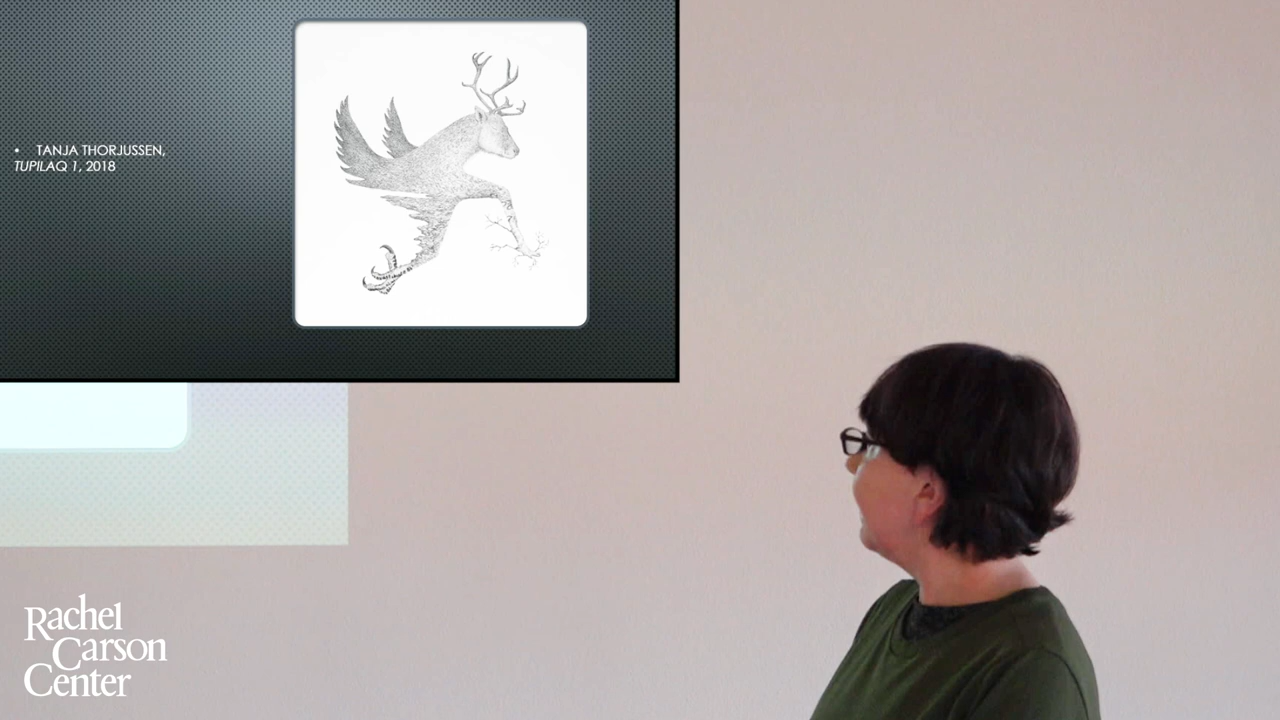 • TANJA THORJUSSEN,
TUPILAQ 1, 2018
Rachel
Carson
Center